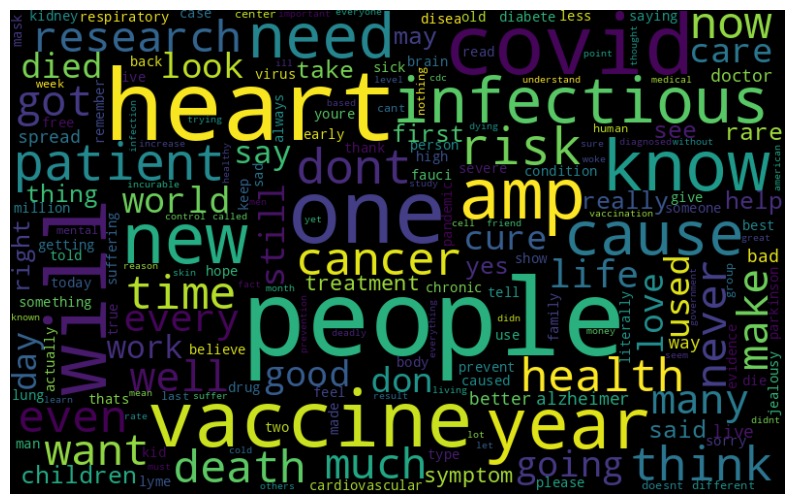 kidney respiratory case center important everyone disea old diabete less saying now
mask research need may covid care
died look back brain read point thought
week live take sick virus cdc doctor
got heart infectious
remember free youre nothing understand medical
spread trying always early first risk see rare
infection level cant based ill dying human diagnosed without
patient say dont fauci person high severe condition sure woke know
thing increase healthy thank study amp american
incurable keep sad still pandemic really give someone help
million world one vaccination
mental control called men yet cell friend cure cause best great
right getting told suffering new cancer yes show
reason skin hope treatment chronic life love used bad group government
today something time fact month tell family literally way parkinson
known true will every people prevention deadly everything didn money never make evidence
actually work believe use prevent seem
day lung thats well drug body caused health die jealousy
learn mean suffer good feel don living better alzheimer many
rate last made result
man even two vaccine lot year said live didnt
want kid cold death much type let going sorry think
children must lyme others cardiovascular symptom please doesnt different